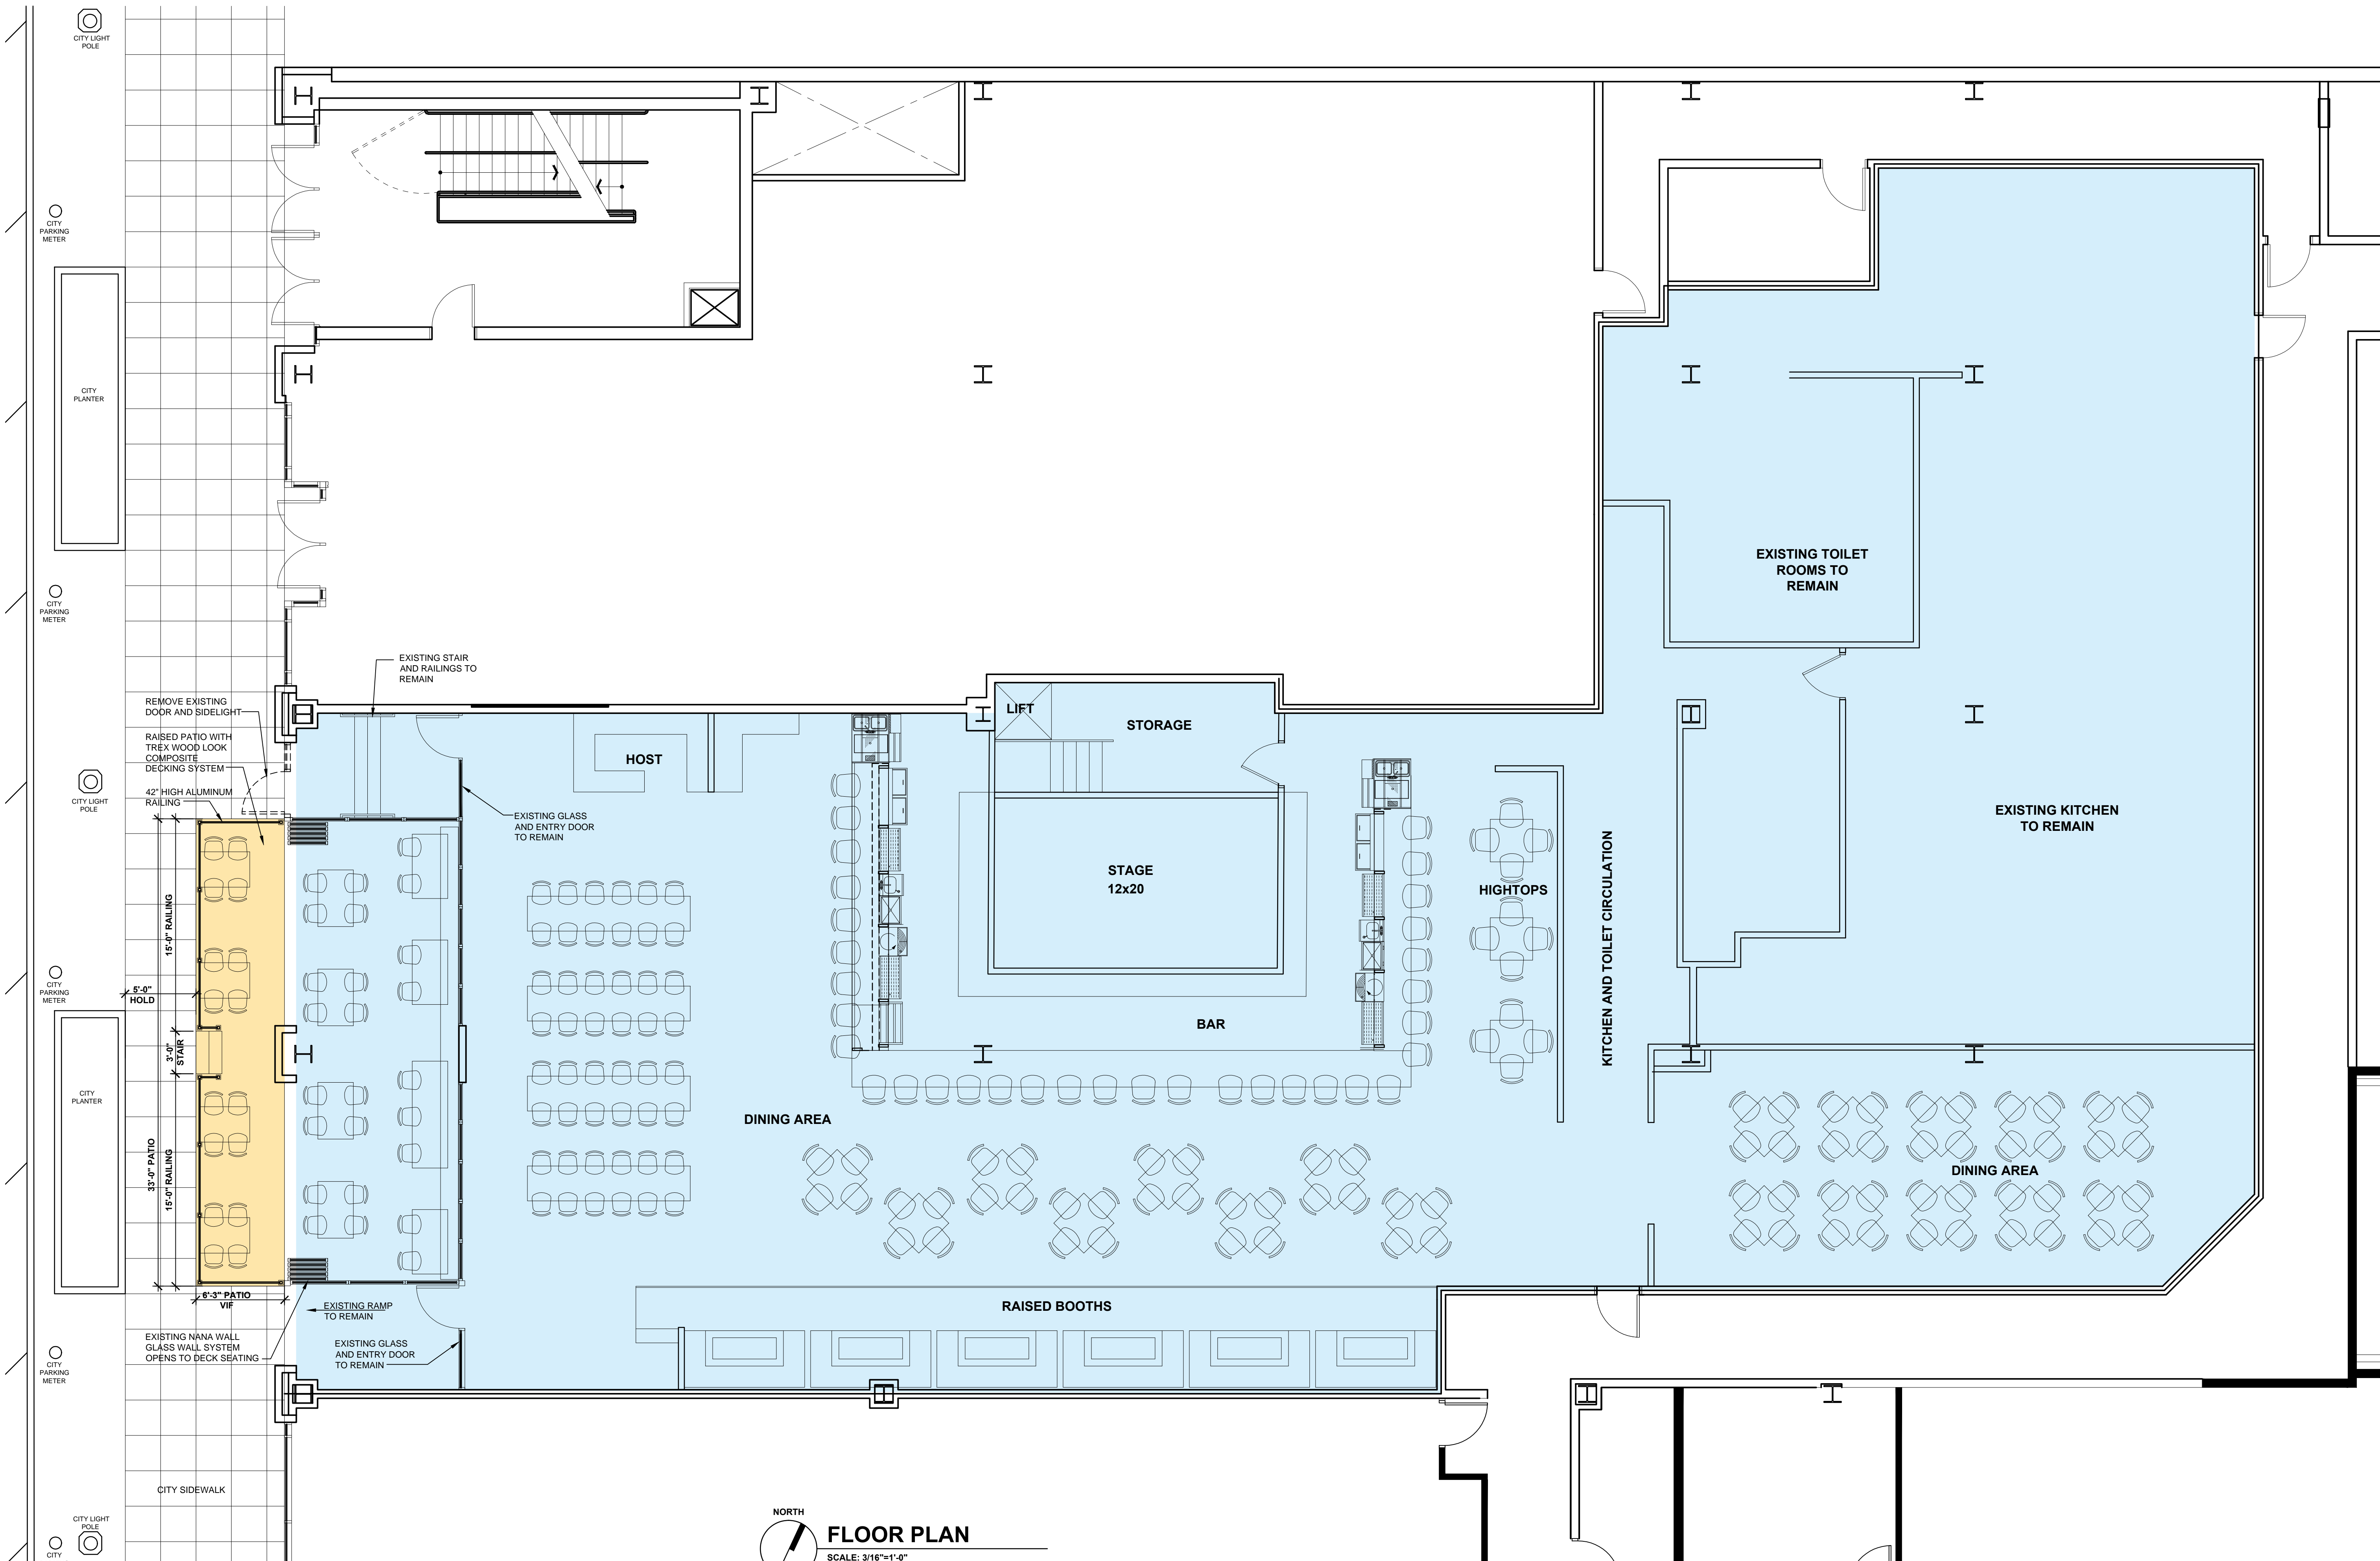 CITY LIGHT
POLE
CITY
PARKING
METER
CITY
PLANTER
CITY
PARKING
METER
EXISTING STAIR
AND RAILINGS TO
REMAIN
REMOVE EXISTING
DOOR AND SIDELIGHT
RAISED PATIO WITH
TREX WOOD LOOK
COMPOSITE
DECKING SYSTEM
42" HIGH ALUMINUM
RAILING
CITY LIGHT
POLE
EXISTING TOILET
ROOMS TO
REMAIN
LIFT
STORAGE
HOST
EXISTING GLASS
AND ENTRY DOOR
TO REMAIN
STAGE
12x20
HIGHTOPS
KITCHEN AND TOILET CIRCULATION
EXISTING KITCHEN
TO REMAIN
15'-0" RAILING
5'-0"
HOLD
CITY
PARKING
METER
3'-0"
STAIR
BAR
CITY
PLANTER
DINING AREA
33'-0" PATIO
15'-0" RAILING
DINING AREA
6'-3" PATIO
VIF
EXISTING RAMP
TO REMAIN
RAISED BOOTHS
EXISTING NANA WALL
GLASS WALL SYSTEM
OPENS TO DECK SEATING
EXISTING GLASS
AND ENTRY DOOR
TO REMAIN
CITY
PARKING
METER
CITY SIDEWALK
CITY LIGHT
POLE
CITY
NORTH
FLOOR PLAN
SCALE: 3/16"=1'-0"